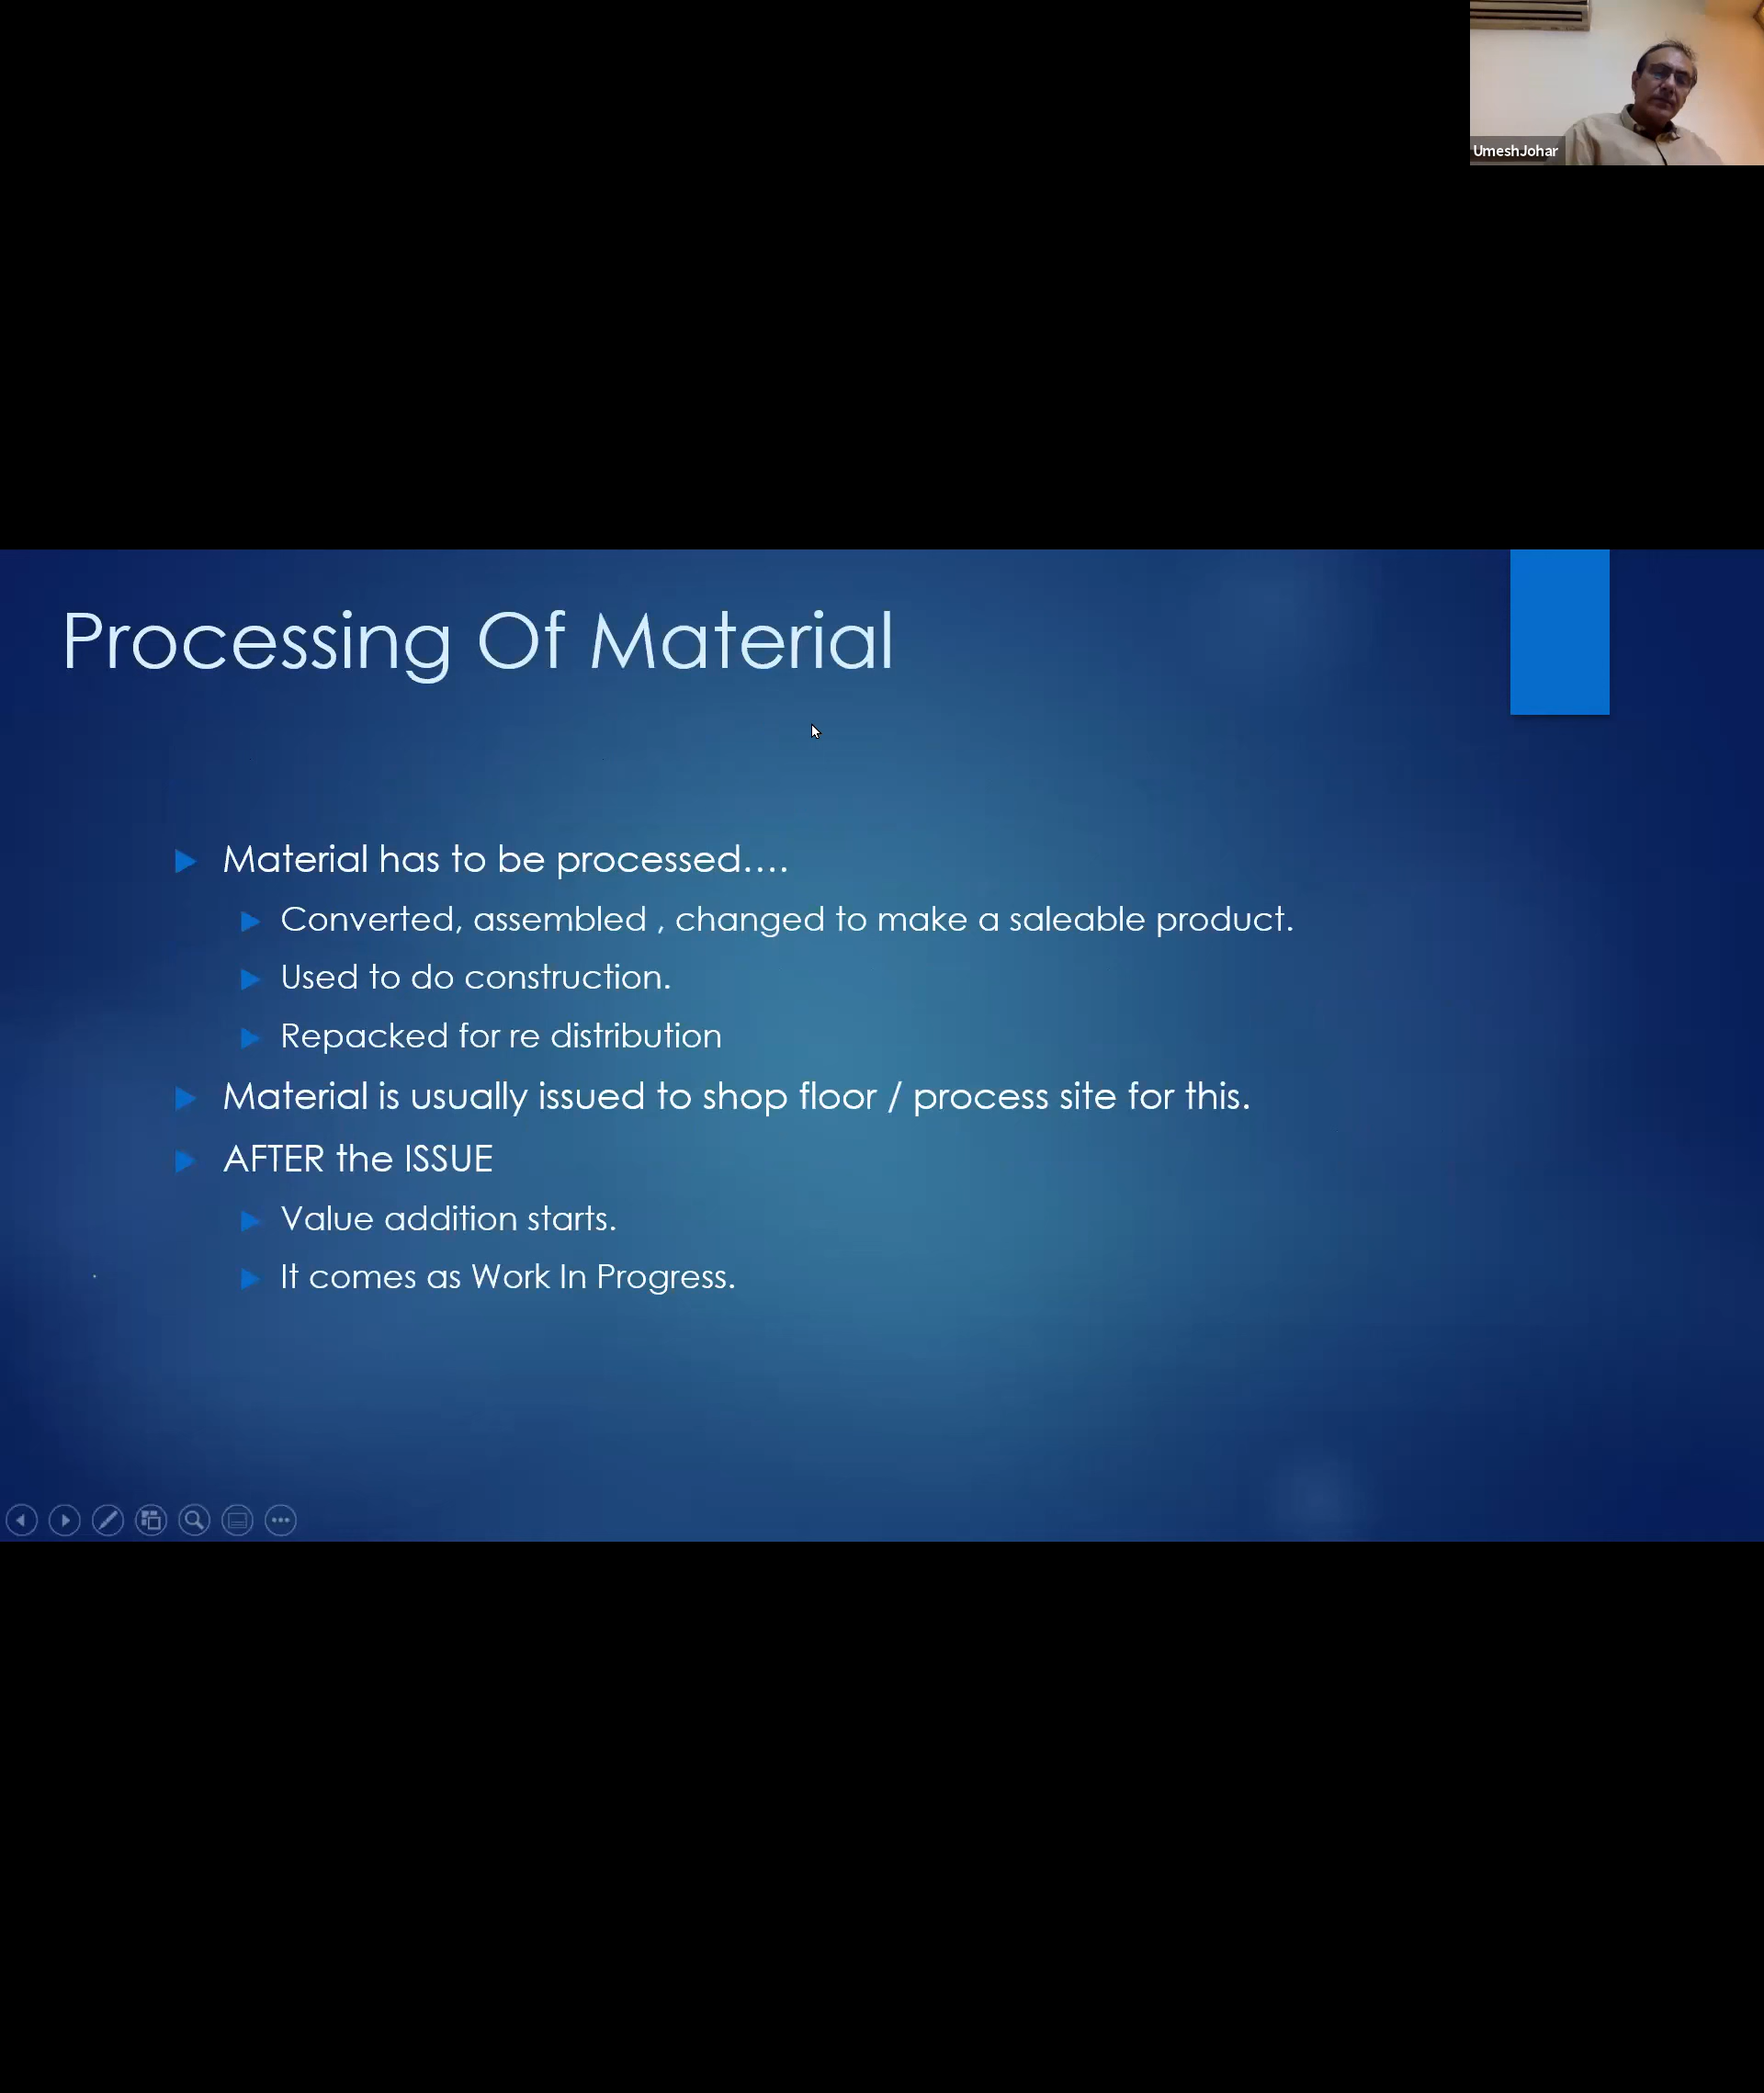 UmeshJohar
Processing Of Material
Material has to be processed....
Converted, assembled , changed to make a saleable product.
Used to do construction.
Repacked for re distribution
Material is usually issued to shop floor / process site for this.
AFTER the ISSUE
Value addition starts.
It comes as Work In Progress.